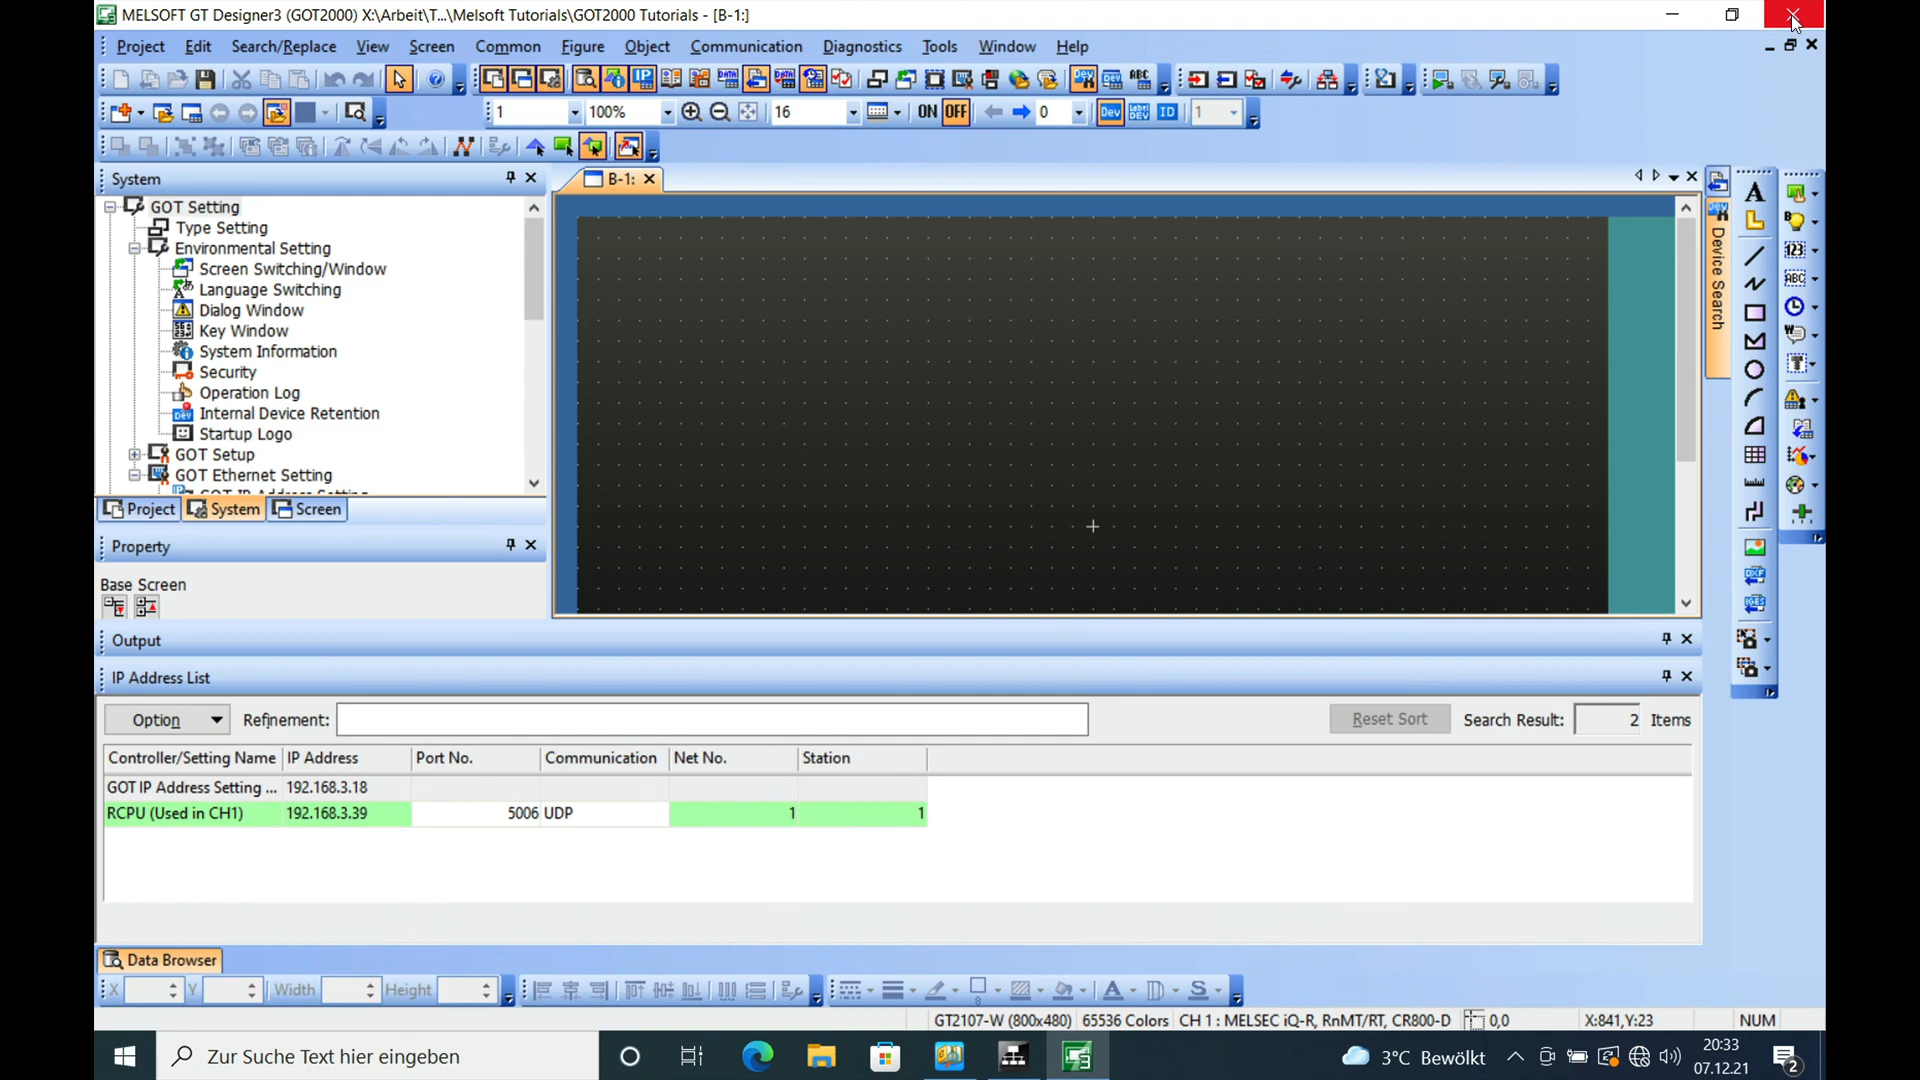 MELSOFT GT Designer3 (GOT2000) X:\Arbeit\T...\Melsoft Tutorials\GOT2000 Tutorials - [B-1:]
Project Edit Search/Replace View Screen Common Figure Object Communication Diagnostics Tools Window Help
1 100% 16 ON OFF 0 Dev ID 1
System
B-1:
GOT Setting
Type Setting
Environmental Setting
Screen Switching/Window
Language Switching
Dialog Window
Key Window
System Information
Security
Operation Log
Internal Device Retention
Startup Logo
GOT Setup
GOT Ethernet Setting
GOT IP Address Setting
Project System Screen
Device Search
Property
Base Screen
Output
IP Address List
Option Refinement: Reset Sort Search Result: 2 Items
Controller/Setting Name IP Address Port No. Communication Net No. Station
GOT IP Address Setting ... 192.168.3.18
RCPU (Used in CH1) 192.168.3.39 5006 UDP 1 1
Data Browser
X Y Width Height
GT2107-W (800x480) 65536 Colors CH 1 : MELSEC iQ-R, RnMT/RT, CR800-D 0,0 X:841,Y:23 NUM
Zur Suche Text hier eingeben
3°C Bewölkt
20:33
07.12.21
2